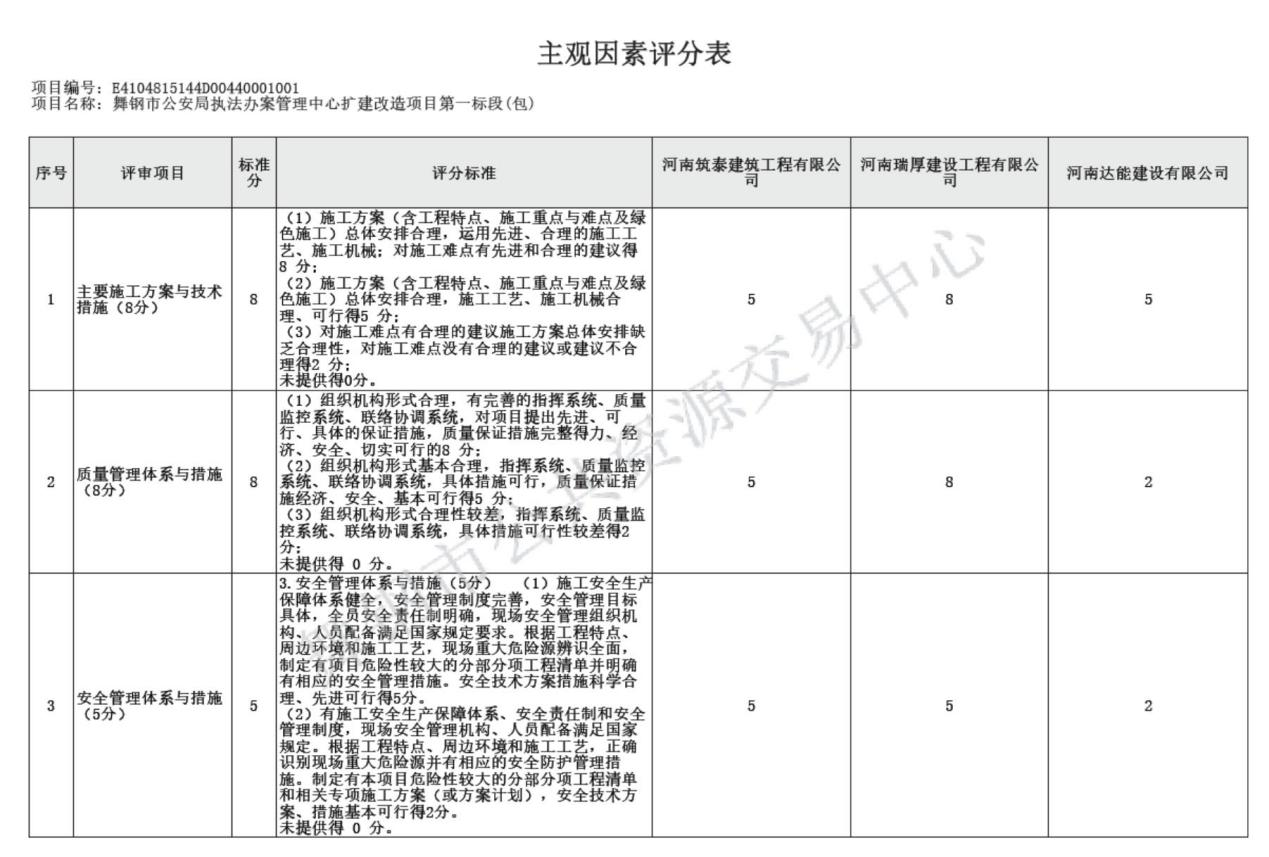 主观因素评分表
项目编号: E4104815144D00440001001
项目名称: 舞钢市公安局执法办案管理中心扩建改造项目第一标段(包)
序号
评审项目
标准
分
评分标准
河南筑泰建筑工程有限公
司
河南瑞厚建设工程有限公
司
河南达能建设有限公司
1
主要施工方案与技术
措施（8分）
8
（1）施工方案（含工程特点、施工重点与难点及绿
色施工）总体安排合理，运用先进、合理的施工工
艺、施工机械；对施工难点有先进和合理的建议得
8 分；
（2）施工方案（含工程特点、施工重点与难点及绿
色施工）总体安排合理，施工工艺、施工机械合
理、可行得5 分；
（3）对施工难点有合理的建议施工方案总体安排缺
乏合理性，对施工难点没有合理的建议或建议不合
理得2 分；
未提供得0分。
5
8
5
2
质量管理体系与措施
（8分）
8
（1）组织机构形式合理，有完善的指挥系统、质量
监控系统、联络协调系统，对项目提出先进、可
行、具体的保证措施，质量保证措施完整得力、经
济、安全、切实可行的8 分；
（2）组织机构形式基本合理，指挥系统、质量监控
系统、联络协调系统，具体措施可行，质量保证措
施经济、安全、基本可行得5 分；
（3）组织机构形式合理性较差，指挥系统、质量监
控系统、联络协调系统，具体措施可行性较差得2
分；
未提供得 0 分。
5
8
2
3
安全管理体系与措施
（5分）
5
3.安全管理体系与措施（5分） （1）施工安全生产
保障体系健全，安全管理制度完善，安全管理目标
具体，全员安全责任制明确，现场安全管理组织机
构、人员配备满足国家规定要求。根据工程特点、
周边环境和施工工艺，现场重大危险源辨识全面，
制定有项目危险性较大的分部分项工程清单并明确
有相应的安全管理措施。安全技术方案措施科学合
理、先进可行得5分。
（2）有施工安全生产保障体系、安全责任制和安全
管理制度，现场安全管理机构、人员配备满足国家
规定。根据工程特点、周边环境和施工工艺，正确
识别现场重大危险源并有相应的安全防护管理措
施。制定有本项目危险性较大的分部分项工程清单
和相关专项施工方案（或方案计划），安全技术方
案、措施基本可行得2分。
未提供得 0 分。
5
5
2
舞钢市公共资源交易中心